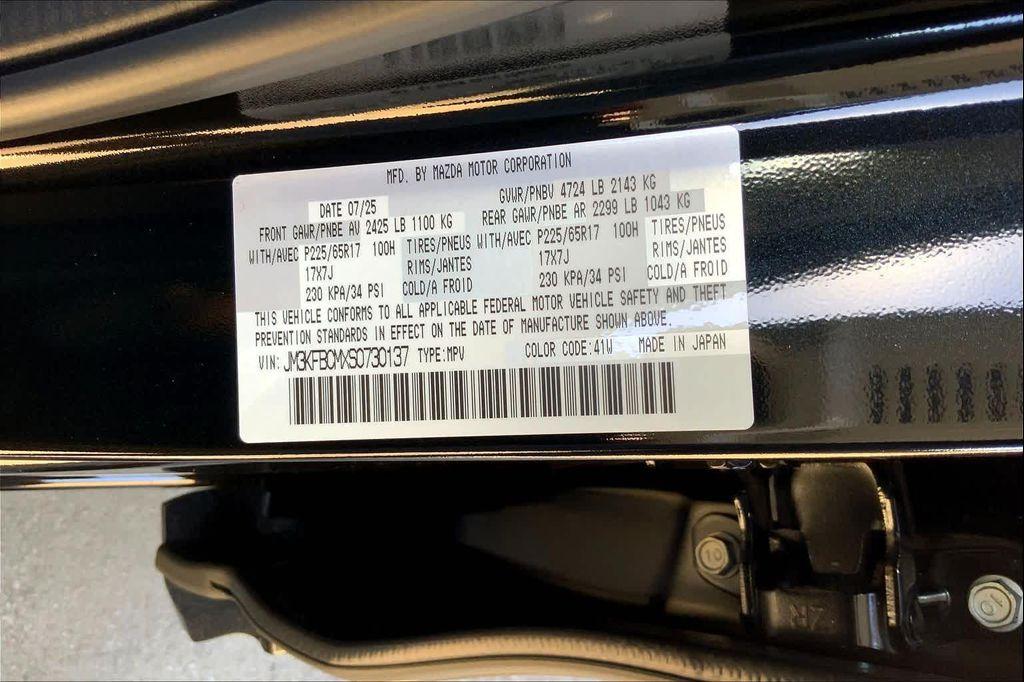 MFD. BY MAZDA MOTOR CORPORATION
DATE 07/25 GVWR/PNBV 4724 LB 2143 KG
FRONT GAWR/PNBE AV 2425 LB 1100 KG REAR GAWR/PNBE AR 2299 LB 1043 KG
WITH/AVEC P225/65R17 100H TIRES/PNEUS WITH/AVEC P225/65R17 100H TIRES/PNEUS
17X7J RIMS/JANTES 17X7J RIMS/JANTES
230 KPA/34 PSI COLD/A FROID 230 KPA/34 PSI COLD/A FROID
THIS VEHICLE CONFORMS TO ALL APPLICABLE FEDERAL MOTOR VEHICLE SAFETY AND THEFT
PREVENTION STANDARDS IN EFFECT ON THE DATE OF MANUFACTURE SHOWN ABOVE.
VIN: JM3KFBCMXS0730137 TYPE:MPV COLOR CODE:41W MADE IN JAPAN
10
ZR
10